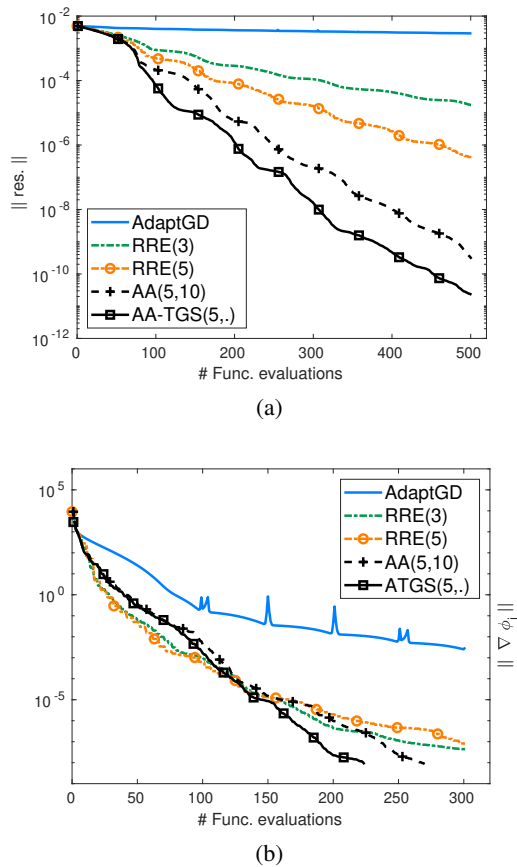 10^-2
10^-4
10^-6
10^-8
10^-10
10^-12
|| res. ||
AdaptGD
RRE(3)
RRE(5)
AA(5,10)
AA-TGS(5,.)
0 100 200 300 400 500
# Func. evaluations
(a)
10^5
10^0
10^-5
AdaptGD
RRE(3)
RRE(5)
AA(5,10)
ATGS(5,.)
|| ∇ φ_i ||
0 50 100 150 200 250 300
# Func. evaluations
(b)